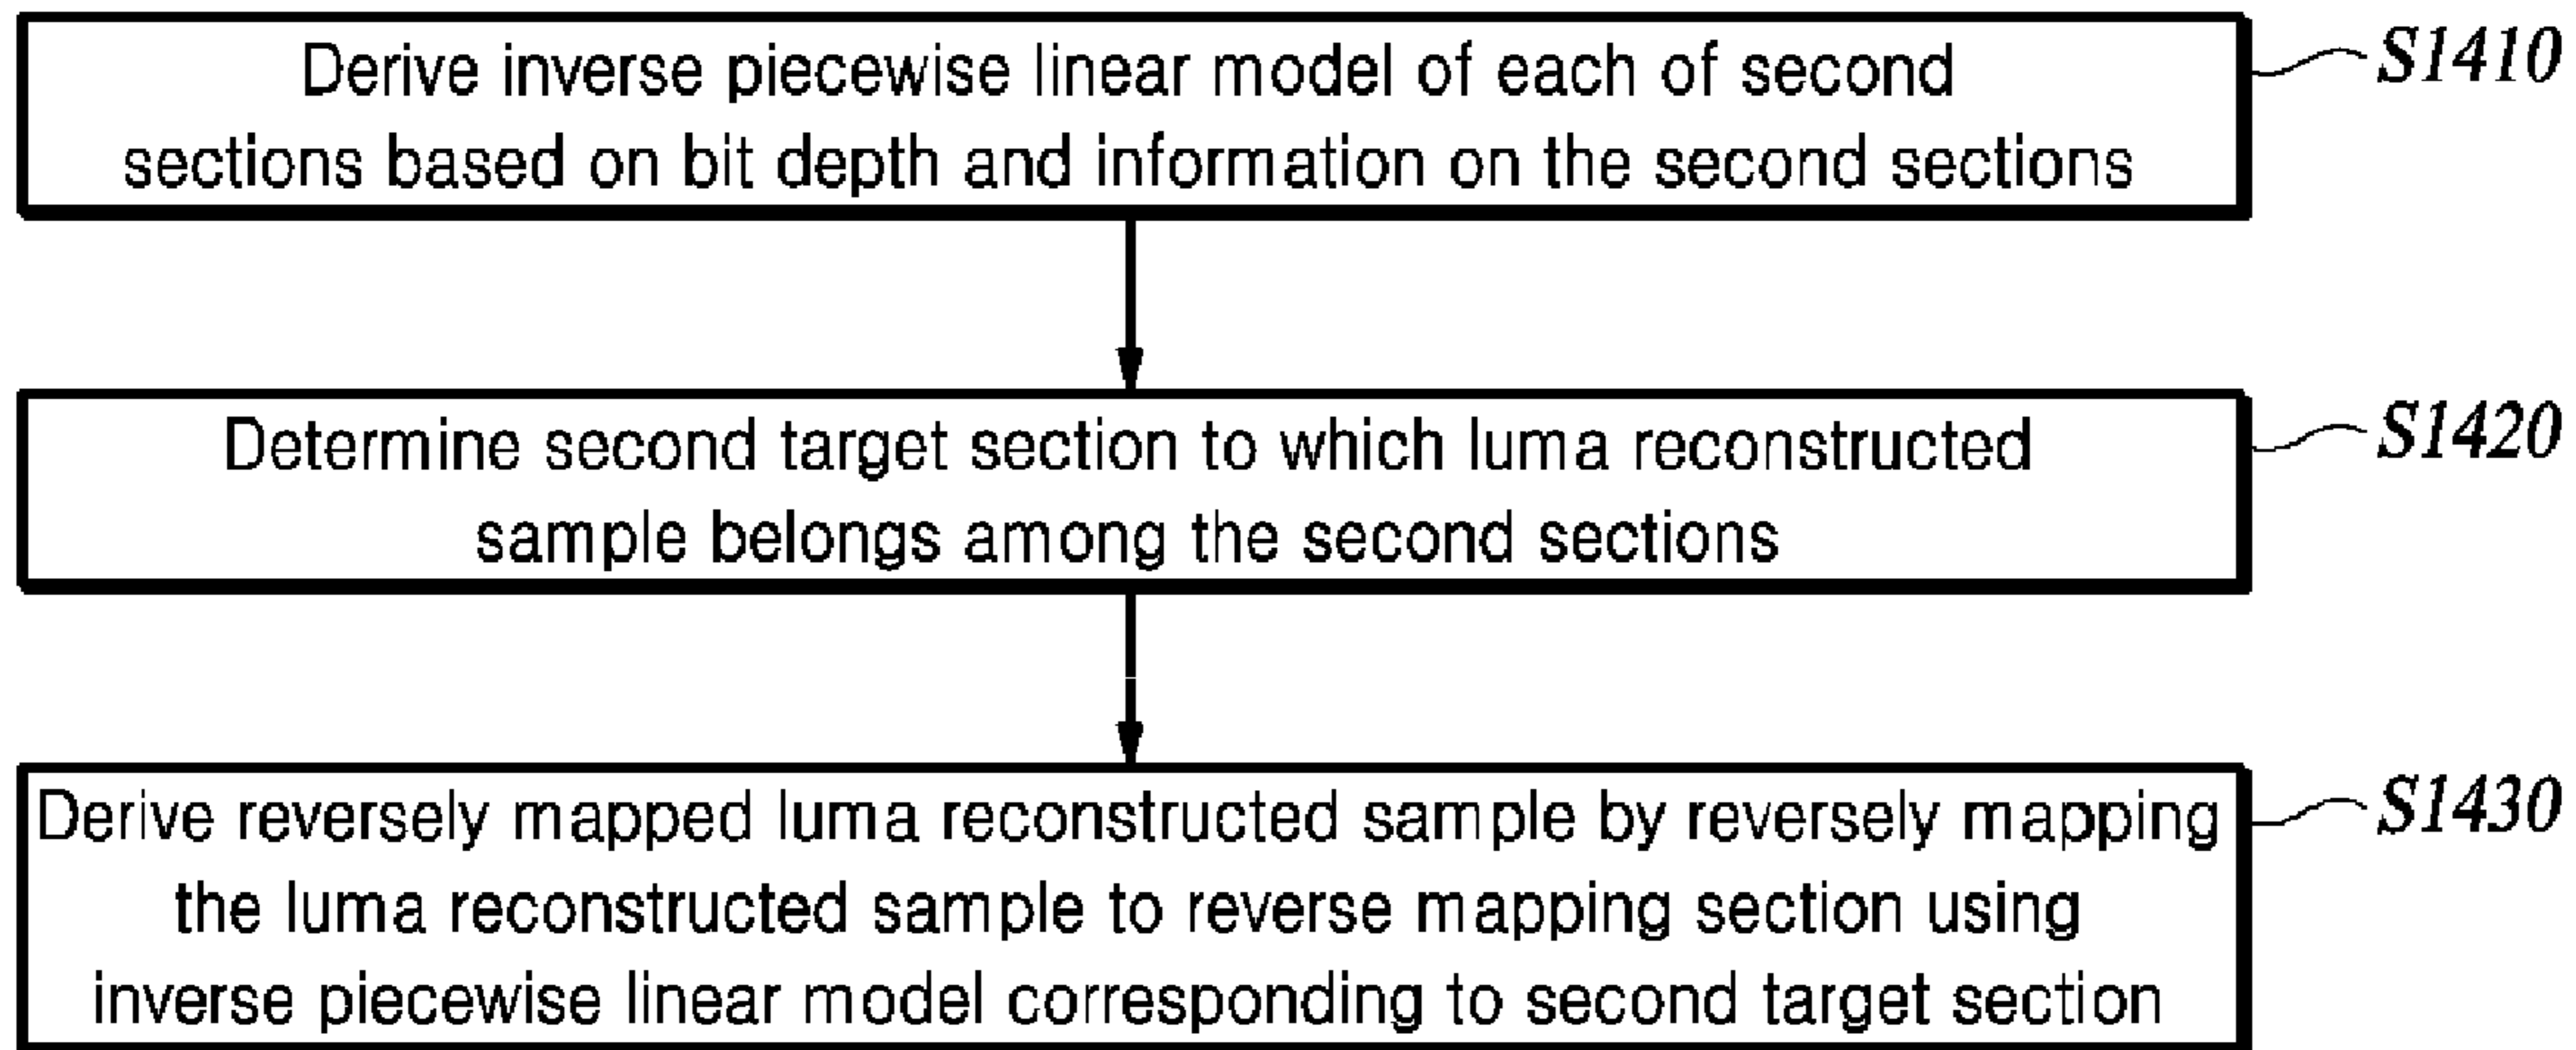 Derive inverse piecewise linear model of each of second
sections based on bit depth and information on the second sections
S1410
Determine second target section to which luma reconstructed
sample belongs among the second sections
S1420
Derive reversely mapped luma reconstructed sample by reversely mapping
the luma reconstructed sample to reverse mapping section using
inverse piecewise linear model corresponding to second target section
S1430